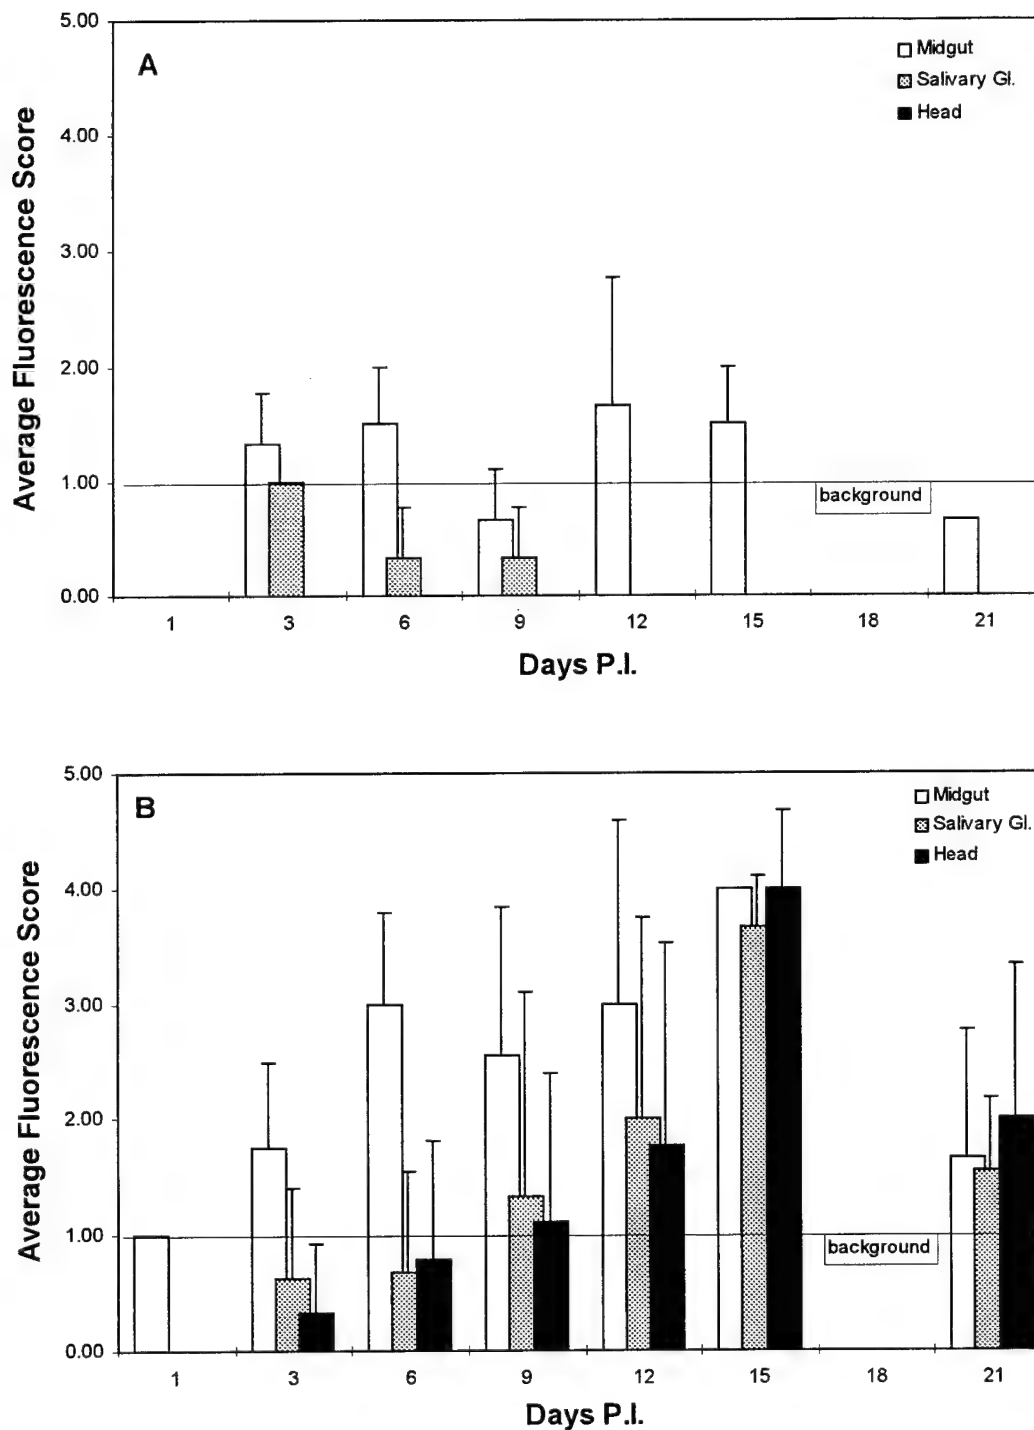 A
Midgut
Salivary Gl.
Head
Average Fluorescence Score
5.00
4.00
3.00
2.00
1.00
0.00
background
1 3 6 9 12 15 18 21
Days P.I.
B
Midgut
Salivary Gl.
Head
Average Fluorescence Score
5.00
4.00
3.00
2.00
1.00
0.00
background
1 3 6 9 12 15 18 21
Days P.I.